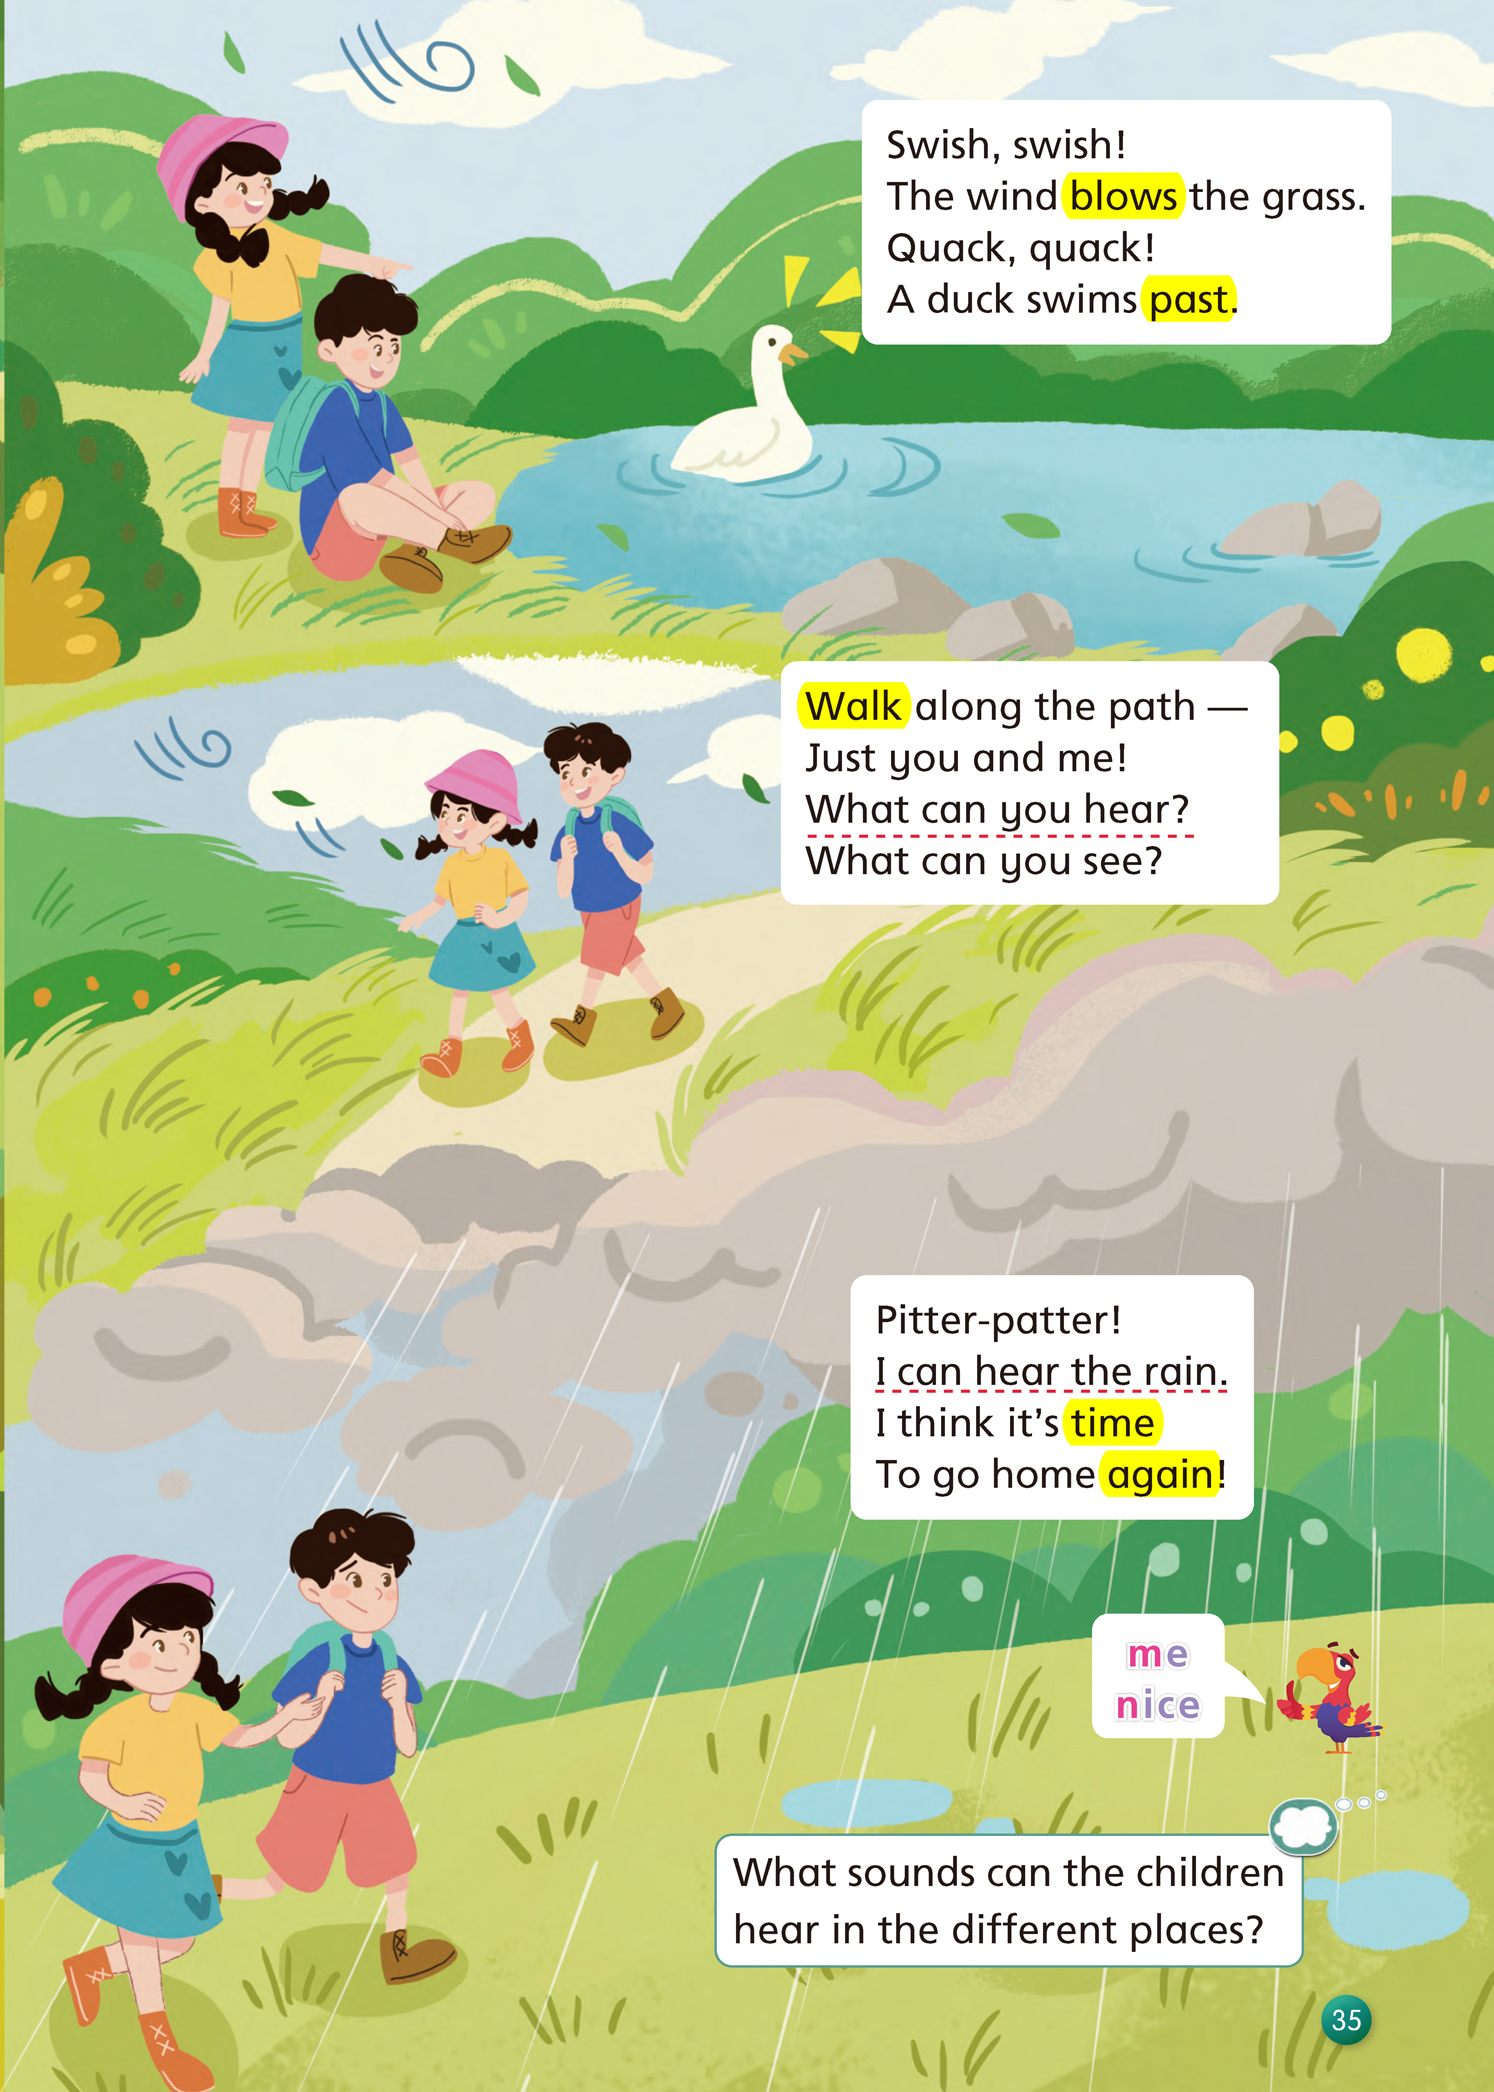 Swish, swish!
The wind blows the grass.
Quack, quack!
A duck swims past.
Walk along the path —
Just you and me!
What can you hear?
What can you see?
Pitter-patter!
I can hear the rain.
I think it's time
To go home again!
me
nice
What sounds can the children
hear in the different places?
35